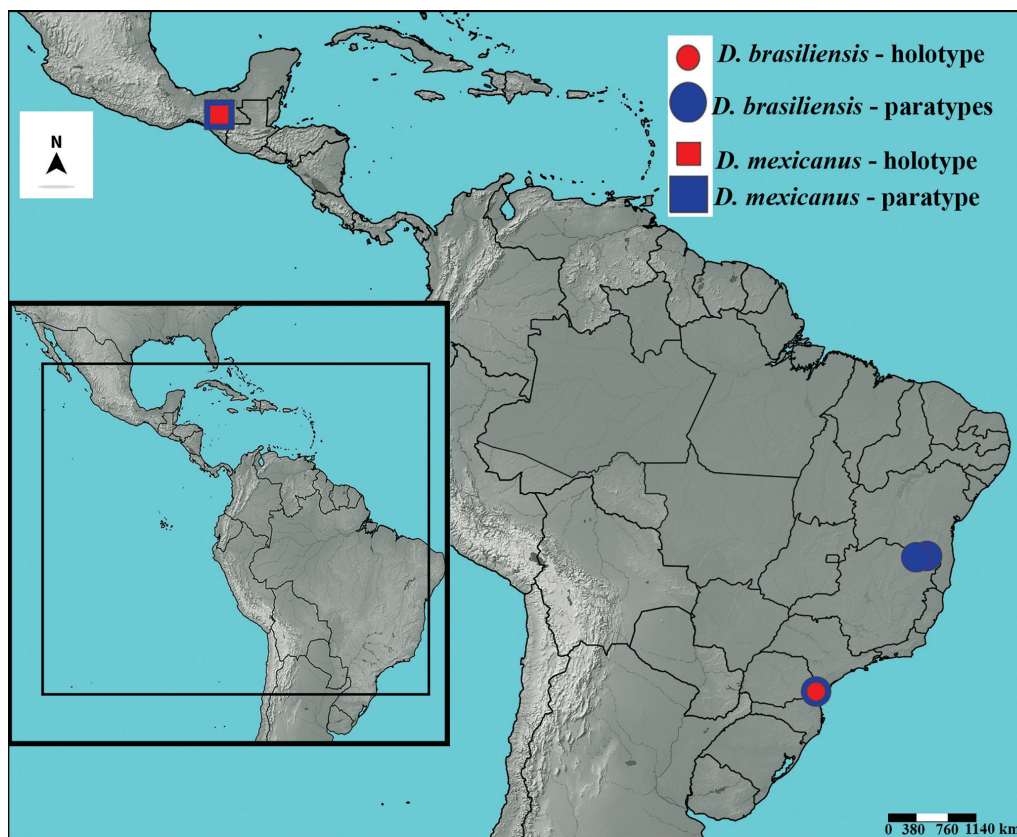 D. brasiliensis - holotype
D. brasiliensis - paratypes
D. mexicanus - holotype
D. mexicanus - paratype
N
0 380 760 1140 km